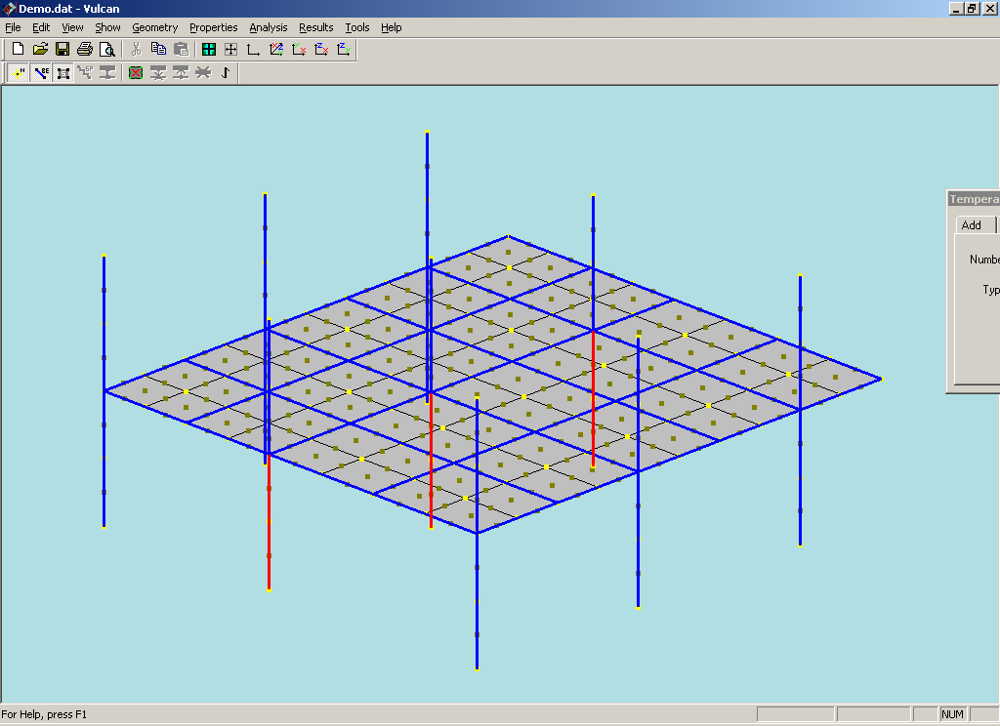 Demo.dat - Vulcan
File Edit View Show Geometry Properties Analysis Results Tools Help
Tempera
Add
Numbe
Typ
For Help, press F1
NUM